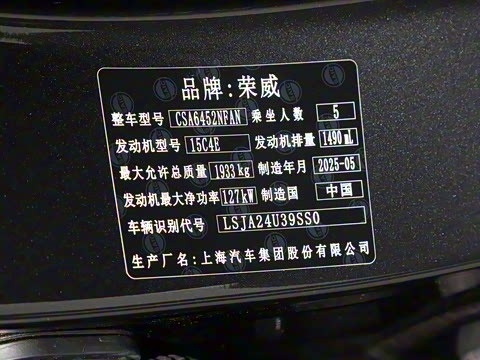 品牌:荣威
整车型号 CSA6452NFAN 乘坐人数 5
发动机型号 15C4E 发动机排量 1490mL
最大允许总质量 1933kg 制造年月 2025-05
发动机最大净功率 127kW 制造国 中国
车辆识别代号 LSJA24U39SS0
生产厂名:上海汽车集团股份有限公司